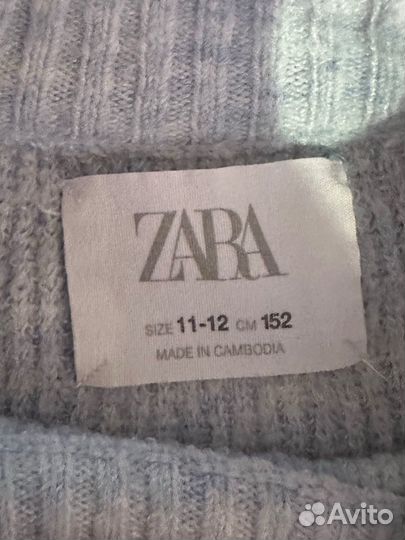 ZARA
SIZE 11-12 CM 152
MADE IN CAMBODIA
Avito